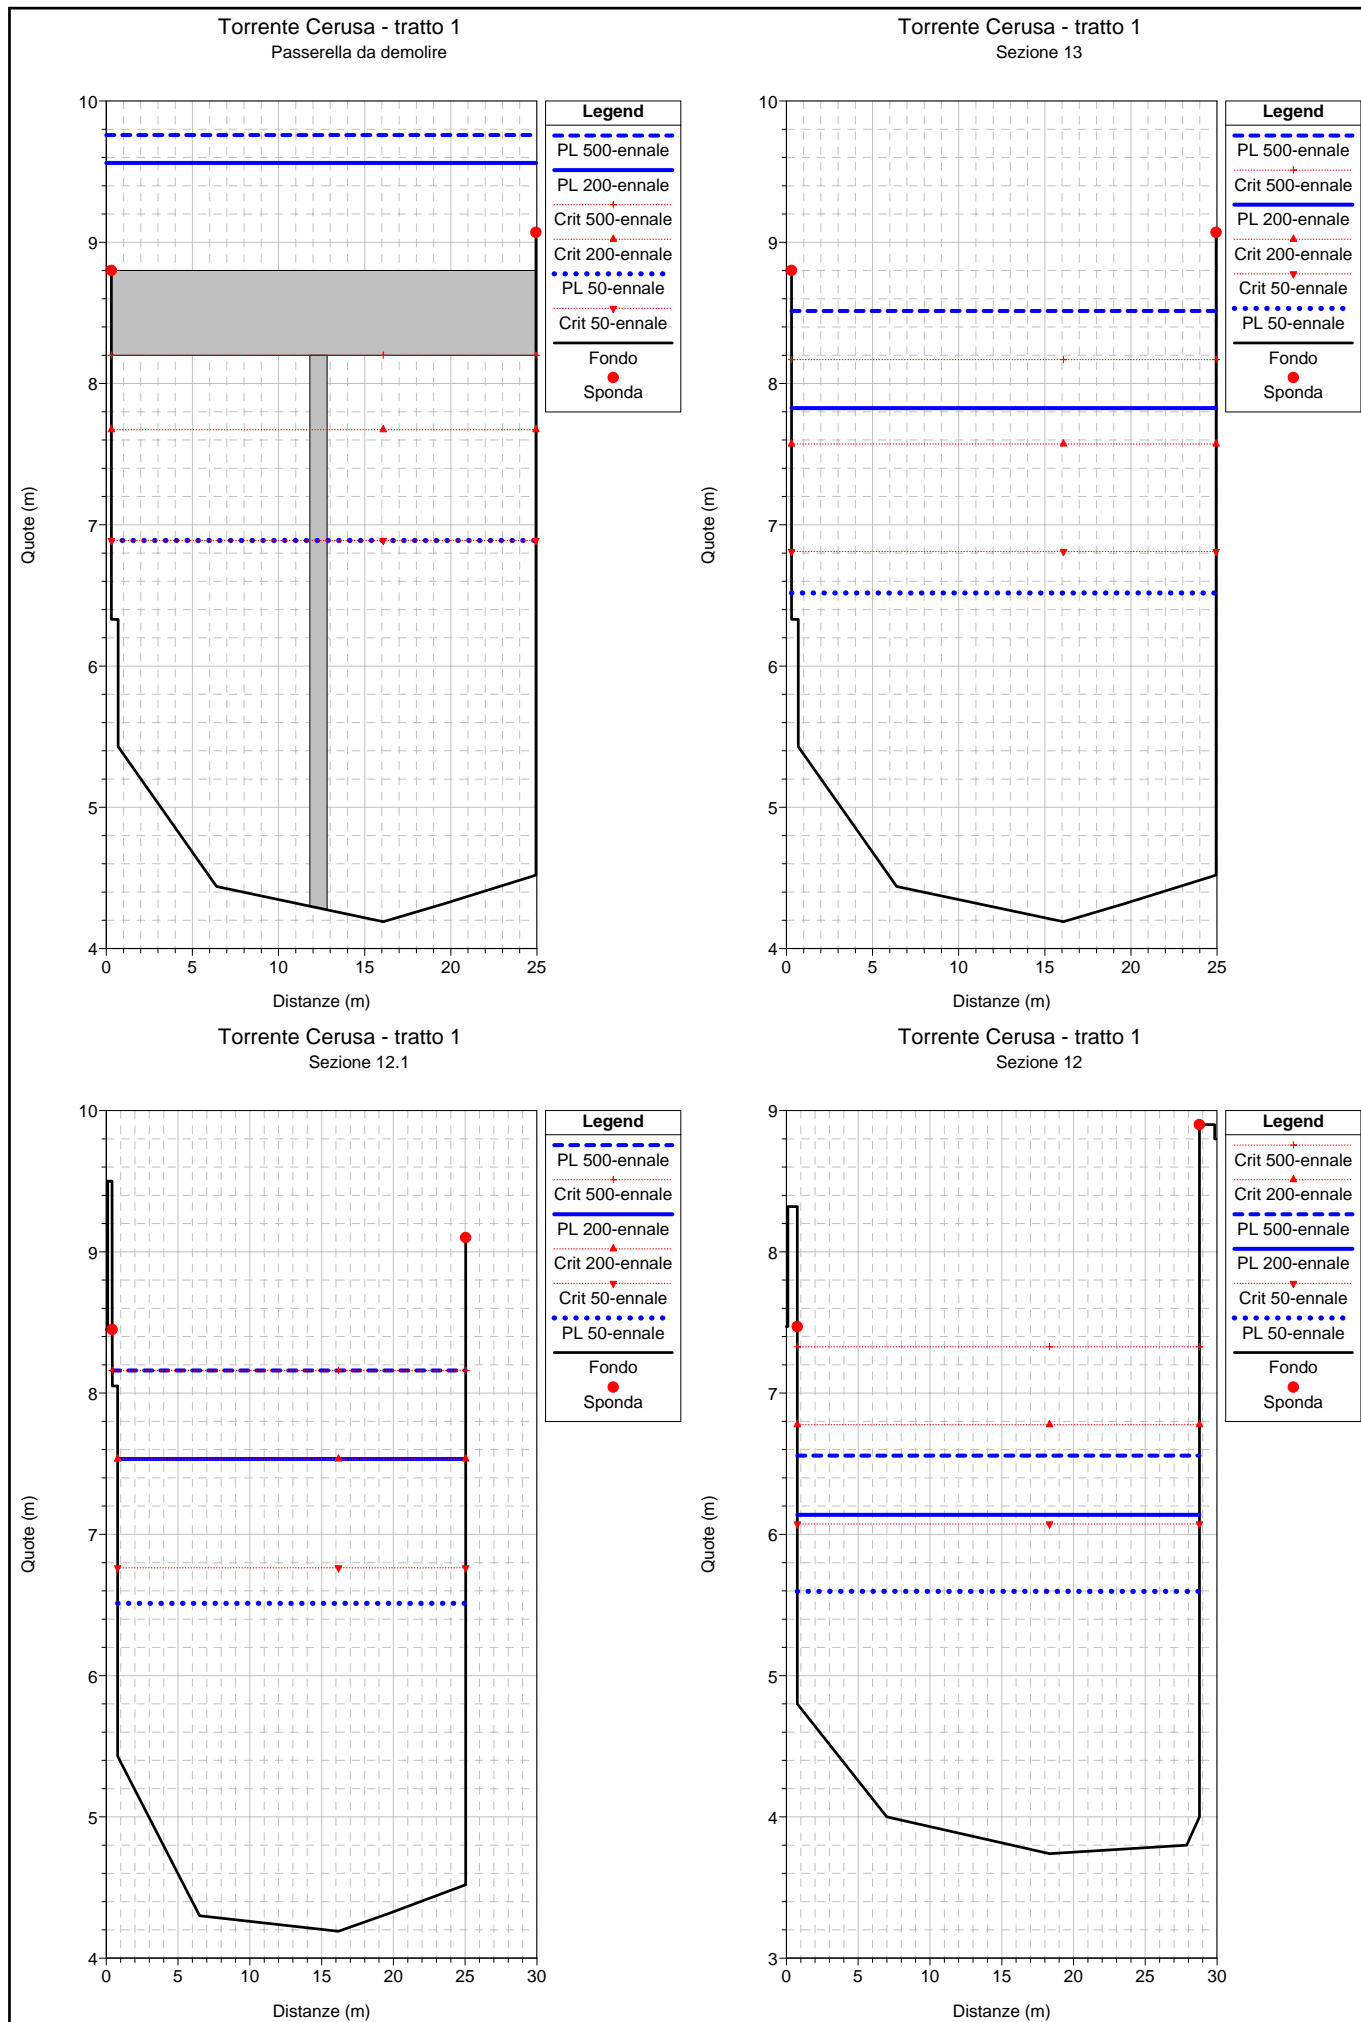 Torrente Cerusa - tratto 1
Passerella da demolire
10
9
8
7
6
5
4
Quote (m)
0 5 10 15 20 25
Distanze (m)
Legend
PL 500-ennale
PL 200-ennale
Crit 500-ennale
Crit 200-ennale
PL 50-ennale
Crit 50-ennale
Fondo
Sponda
Torrente Cerusa - tratto 1
Sezione 13
10
9
8
7
6
5
4
Quote (m)
0 5 10 15 20 25
Distanze (m)
Legend
PL 500-ennale
Crit 500-ennale
PL 200-ennale
Crit 200-ennale
Crit 50-ennale
PL 50-ennale
Fondo
Sponda
Torrente Cerusa - tratto 1
Sezione 12.1
10
9
8
7
6
5
4
Quote (m)
0 5 10 15 20 25 30
Distanze (m)
Legend
PL 500-ennale
Crit 500-ennale
PL 200-ennale
Crit 200-ennale
Crit 50-ennale
PL 50-ennale
Fondo
Sponda
Torrente Cerusa - tratto 1
Sezione 12
9
8
7
6
5
4
3
Quote (m)
0 5 10 15 20 25 30
Distanze (m)
Legend
Crit 500-ennale
Crit 200-ennale
PL 500-ennale
PL 200-ennale
Crit 50-ennale
PL 50-ennale
Fondo
Sponda